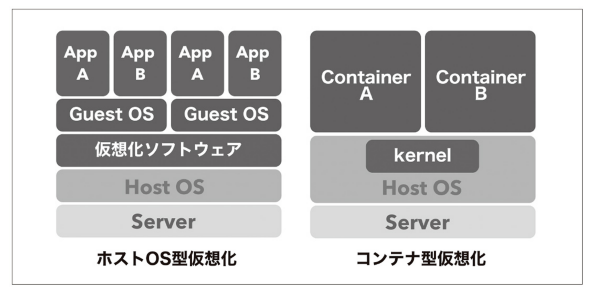 App
A
App
B
App
A
App
B
Guest OS
Guest OS
仮想化ソフトウェア
Host OS
Server
ホストOS型仮想化
Container
A
Container
B
kernel
Host OS
Server
コンテナ型仮想化